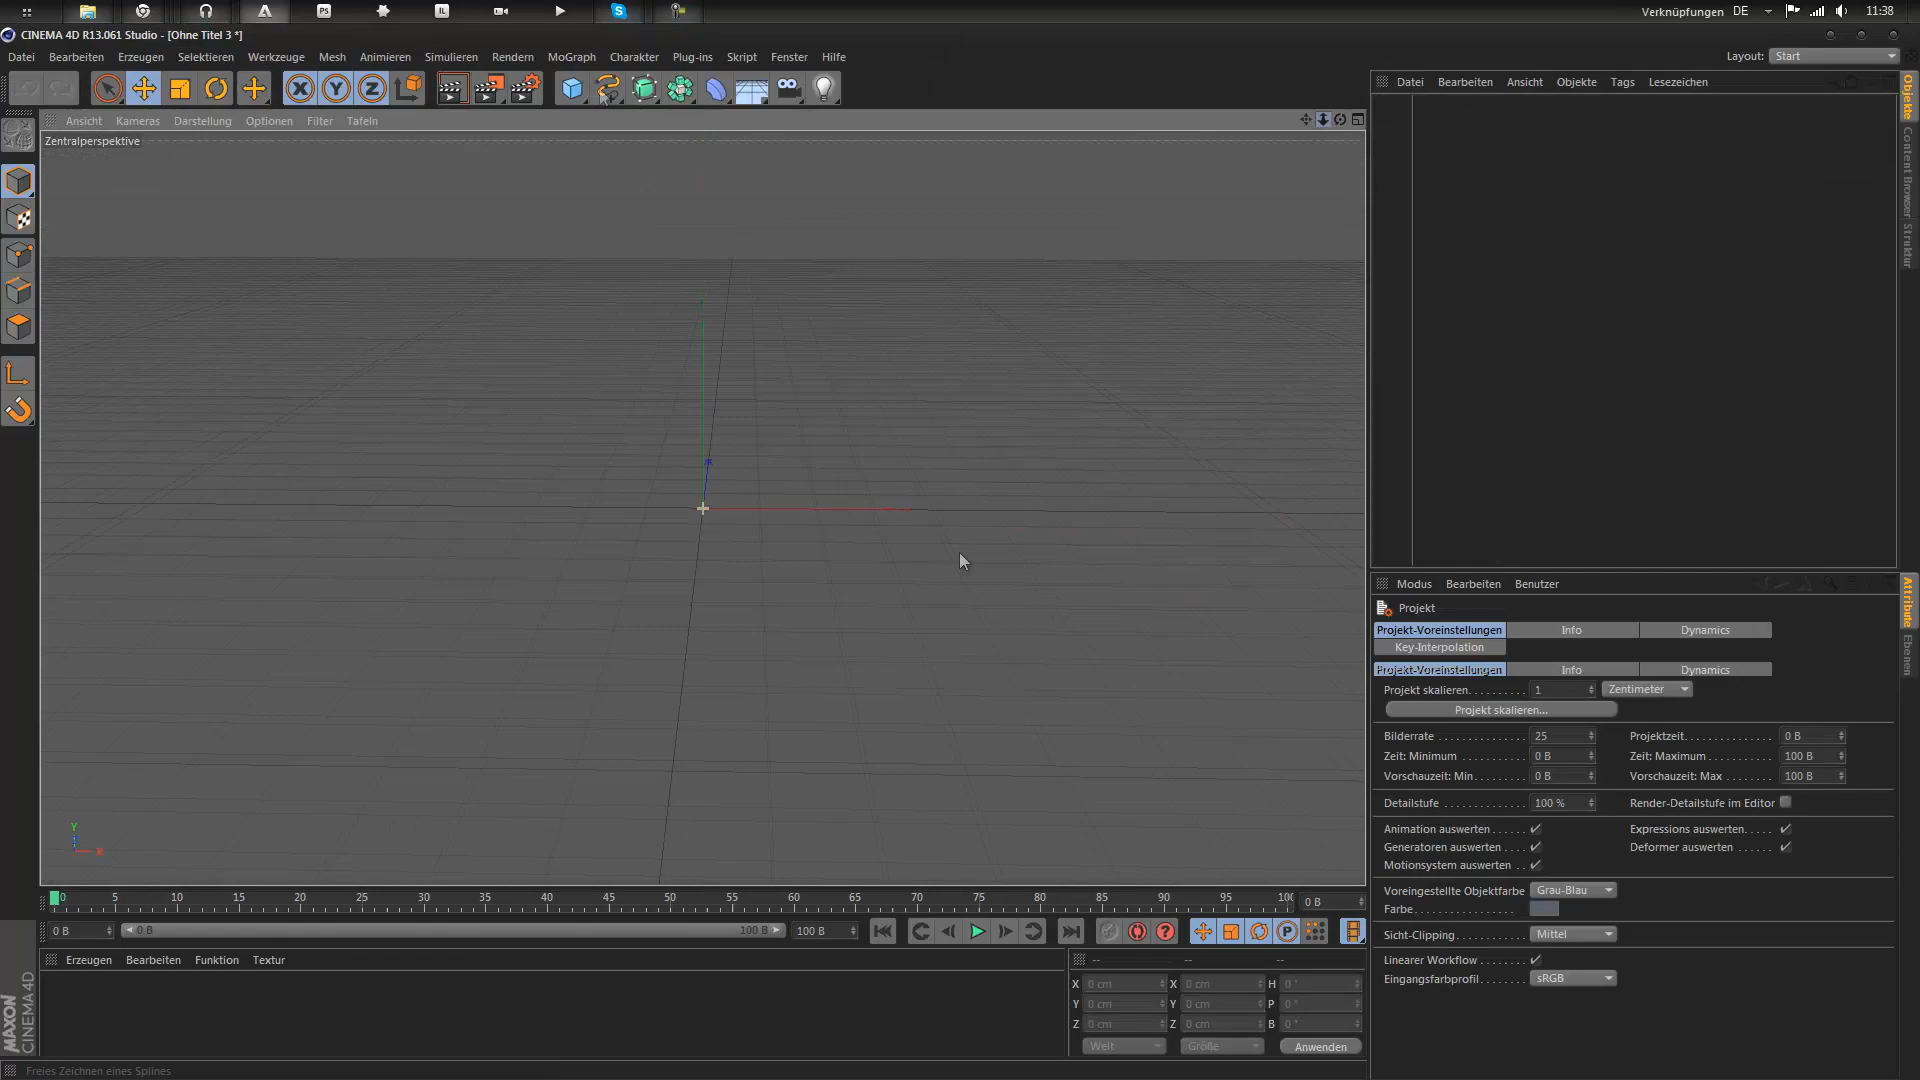 Verknüpfungen DE 11:38
CINEMA 4D R13.061 Studio - [Ohne Titel 3 *]
Datei Bearbeiten Erzeugen Selektieren Werkzeuge Mesh Animieren Simulieren Rendern MoGraph Charakter Plug-ins Skript Fenster Hilfe
Layout: Start
Ps
IL
X Y Z
Datei Bearbeiten Ansicht Objekte Tags Lesezeichen
Objekte
Content Browser
Struktur
Ansicht Kameras Darstellung Optionen Filter Tafeln
Zentralperspektive
Y
X
Modus Bearbeiten Benutzer
Attribute
Ebenen
Projekt
Projekt-Voreinstellungen Info Dynamics
Key-Interpolation
Projekt-Voreinstellungen Info Dynamics
Projekt skalieren 1 Zentimeter
Projekt skalieren...
Bilderrate 25 Projektzeit 0 B
Zeit: Minimum 0 B Zeit: Maximum 100 B
Vorschauzeit: Min 0 B Vorschauzeit: Max 100 B
Detailstufe 100 % Render-Detailstufe im Editor
Animation auswerten Expressions auswerten
Generatoren auswerten Deformer auswerten
Motionsystem auswerten
Voreingestellte Objektfarbe Grau-Blau
Farbe
Sicht-Clipping Mittel
Linearer Workflow
Eingangsfarbprofil sRGB
0 5 10 15 20 25 30 35 40 45 50 55 60 65 70 75 80 85 90 95 100 0 B
0 B 0 B 100 B 100 B
P
Erzeugen Bearbeiten Funktion Textur
-- -- --
X 0 cm X 0 cm H 0 °
Y 0 cm Y 0 cm P 0 °
Z 0 cm Z 0 cm B 0 °
Welt Größe Anwenden
MAXON
CINEMA 4D
Freies Zeichnen eines Splines